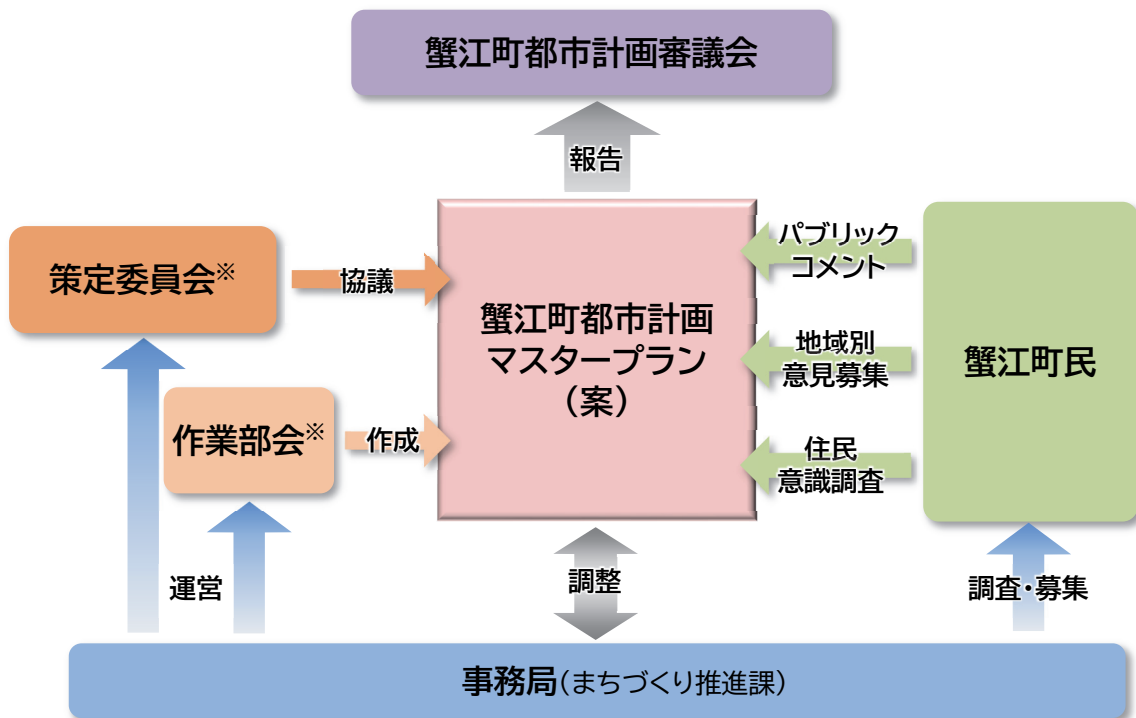 蟹江町都市計画審議会
報告
策定委員会※
協議
作業部会※
作成
蟹江町都市計画
マスタープラン
（案）
パブリック
コメント
地域別
意見募集
住民
意識調査
蟹江町民
運営
調整
調査・募集
事務局（まちづくり推進課）